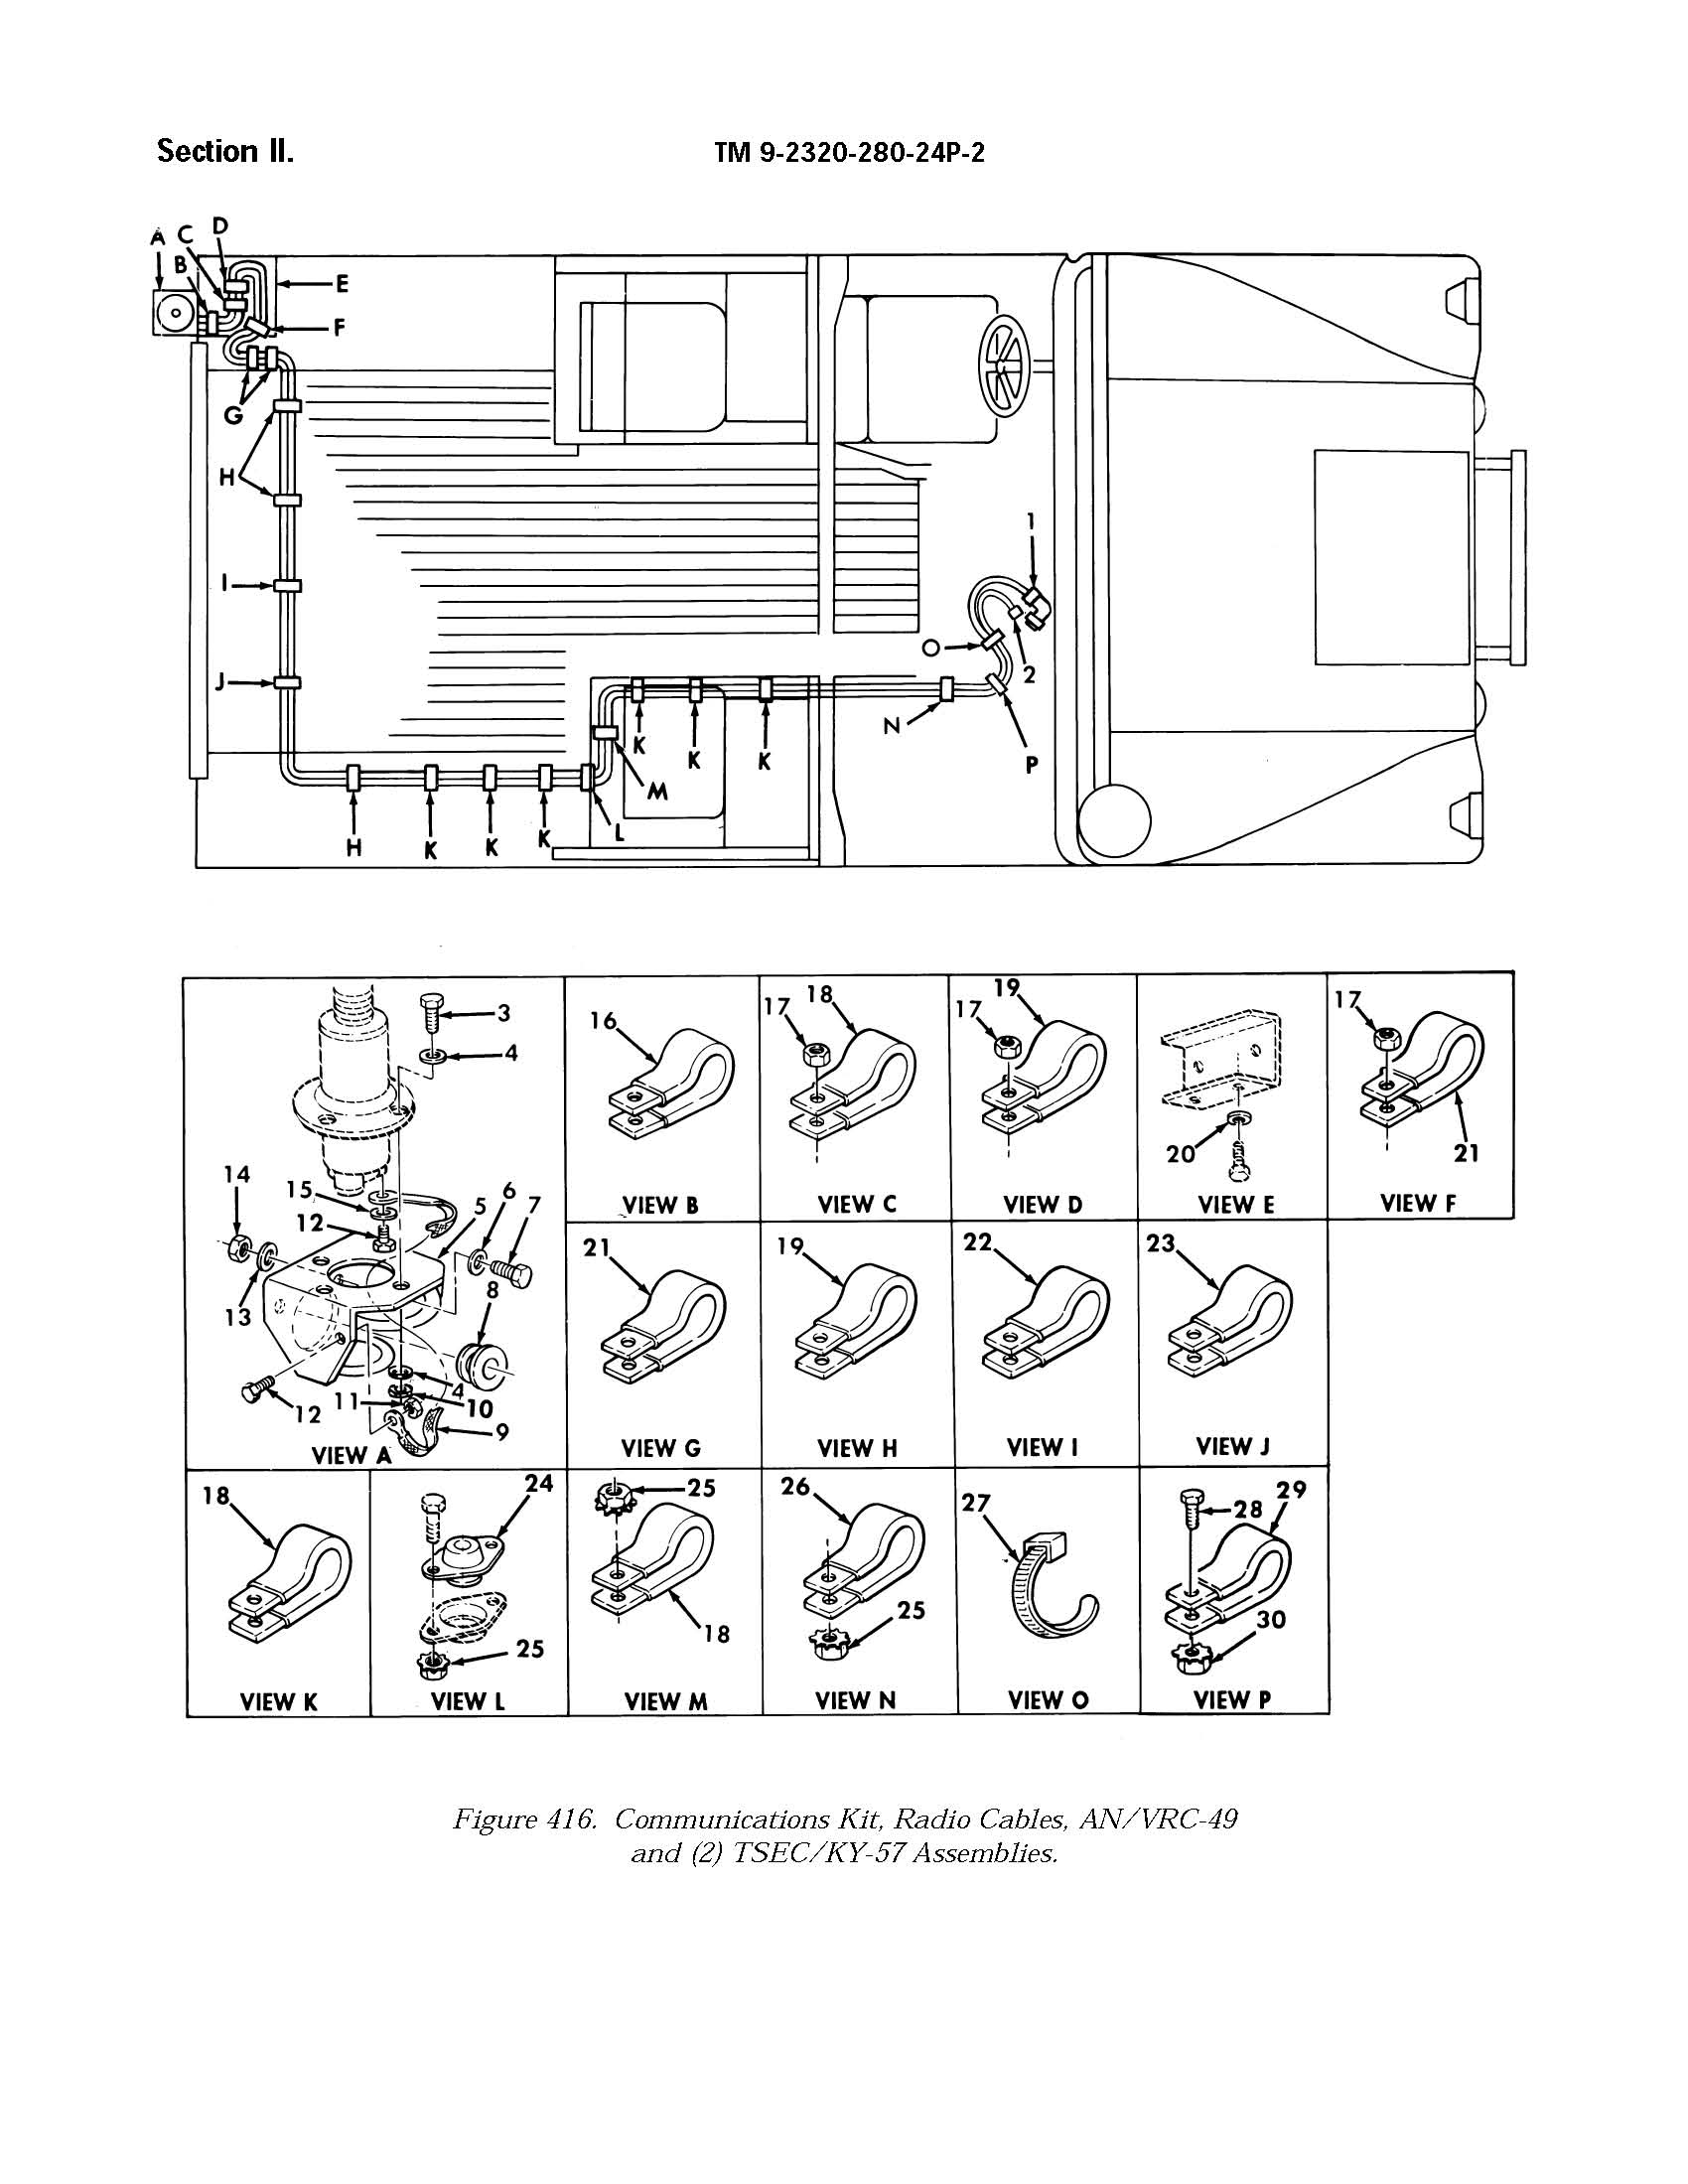 Section II.
TM 9-2320-280-24P-2
A C D
B
E
F
G
H
I
J
1
O
2
N
P
K K K
M
L
H K K K
3
4
14
15
12
5 6 7
8
13
12
11
4
10
9
VIEW A
16
VIEW B
17 18
VIEW C
17 19
VIEW D
20
VIEW E
17
21
VIEW F
21
VIEW G
19
VIEW H
22
VIEW I
23
VIEW J
18
VIEW K
24
25
VIEW L
25
18
VIEW M
26
25
VIEW N
27
VIEW O
28
29
30
VIEW P
Figure 416. Communications Kit, Radio Cables, AN/VRC-49
and (2) TSEC/KY-57 Assemblies.